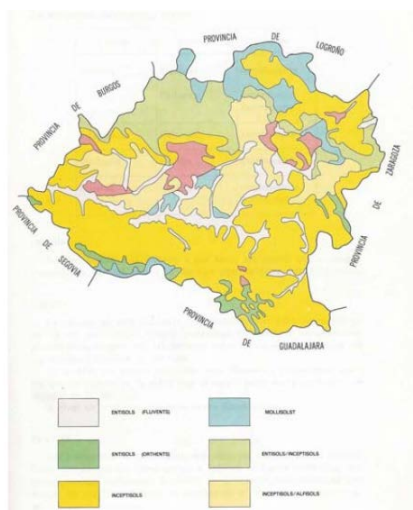 PROVINCIA DE LOGROÑO
PROVINCIA DE BURGOS
PROVINCIA DE ZARAGOZA
PROVINCIA DE SEGOVIA
PROVINCIA DE GUADALAJARA
ENTISOLS (FLUVENTS)
MOLLISOLST
ENTISOLS (ORTHENTS)
ENTISOLS/INCEPTISOLS
INCEPTISOLS
INCEPTISOLS/ALFISOLS